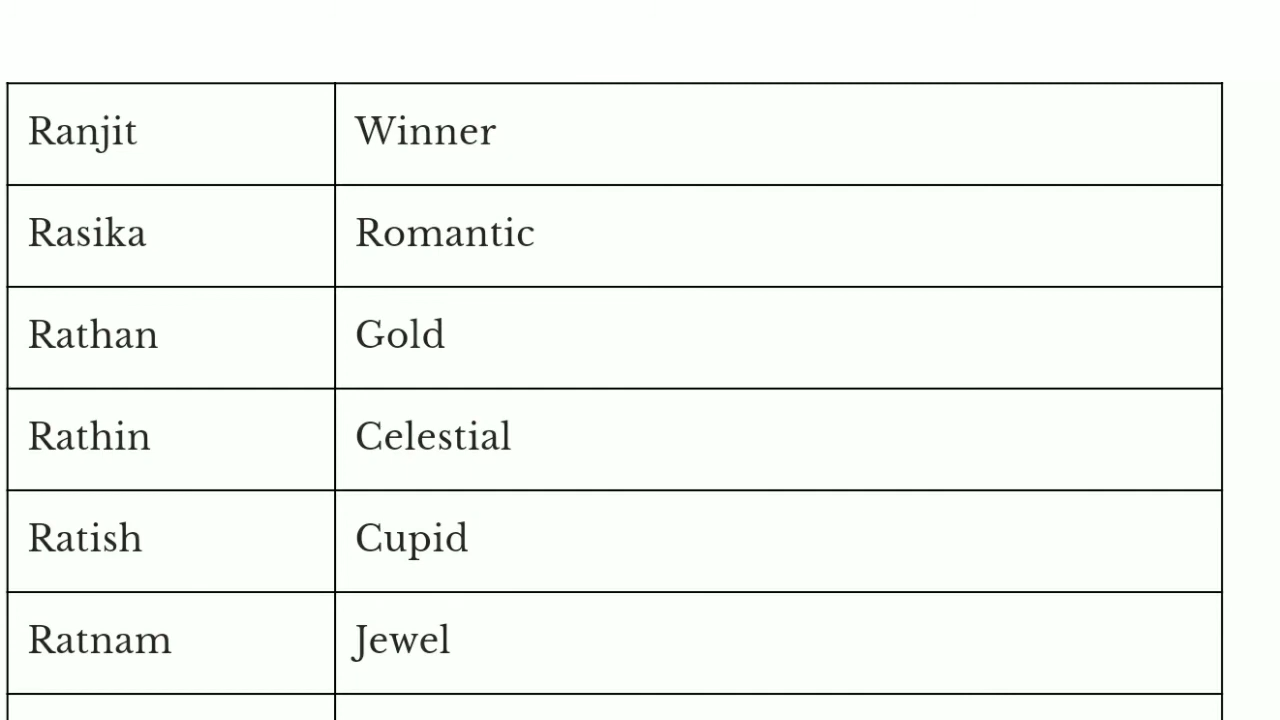 Ranjit Winner
Rasika Romantic
Rathan Gold
Rathin Celestial
Ratish Cupid
Ratnam Jewel